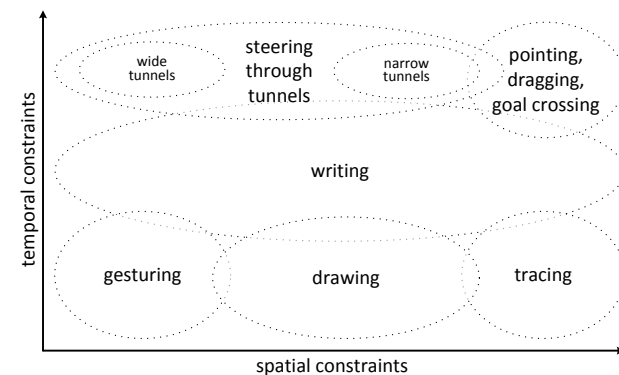 temporal constraints
wide
tunnels
steering
through
tunnels
narrow
tunnels
pointing,
dragging,
goal crossing
writing
gesturing
drawing
tracing
spatial constraints